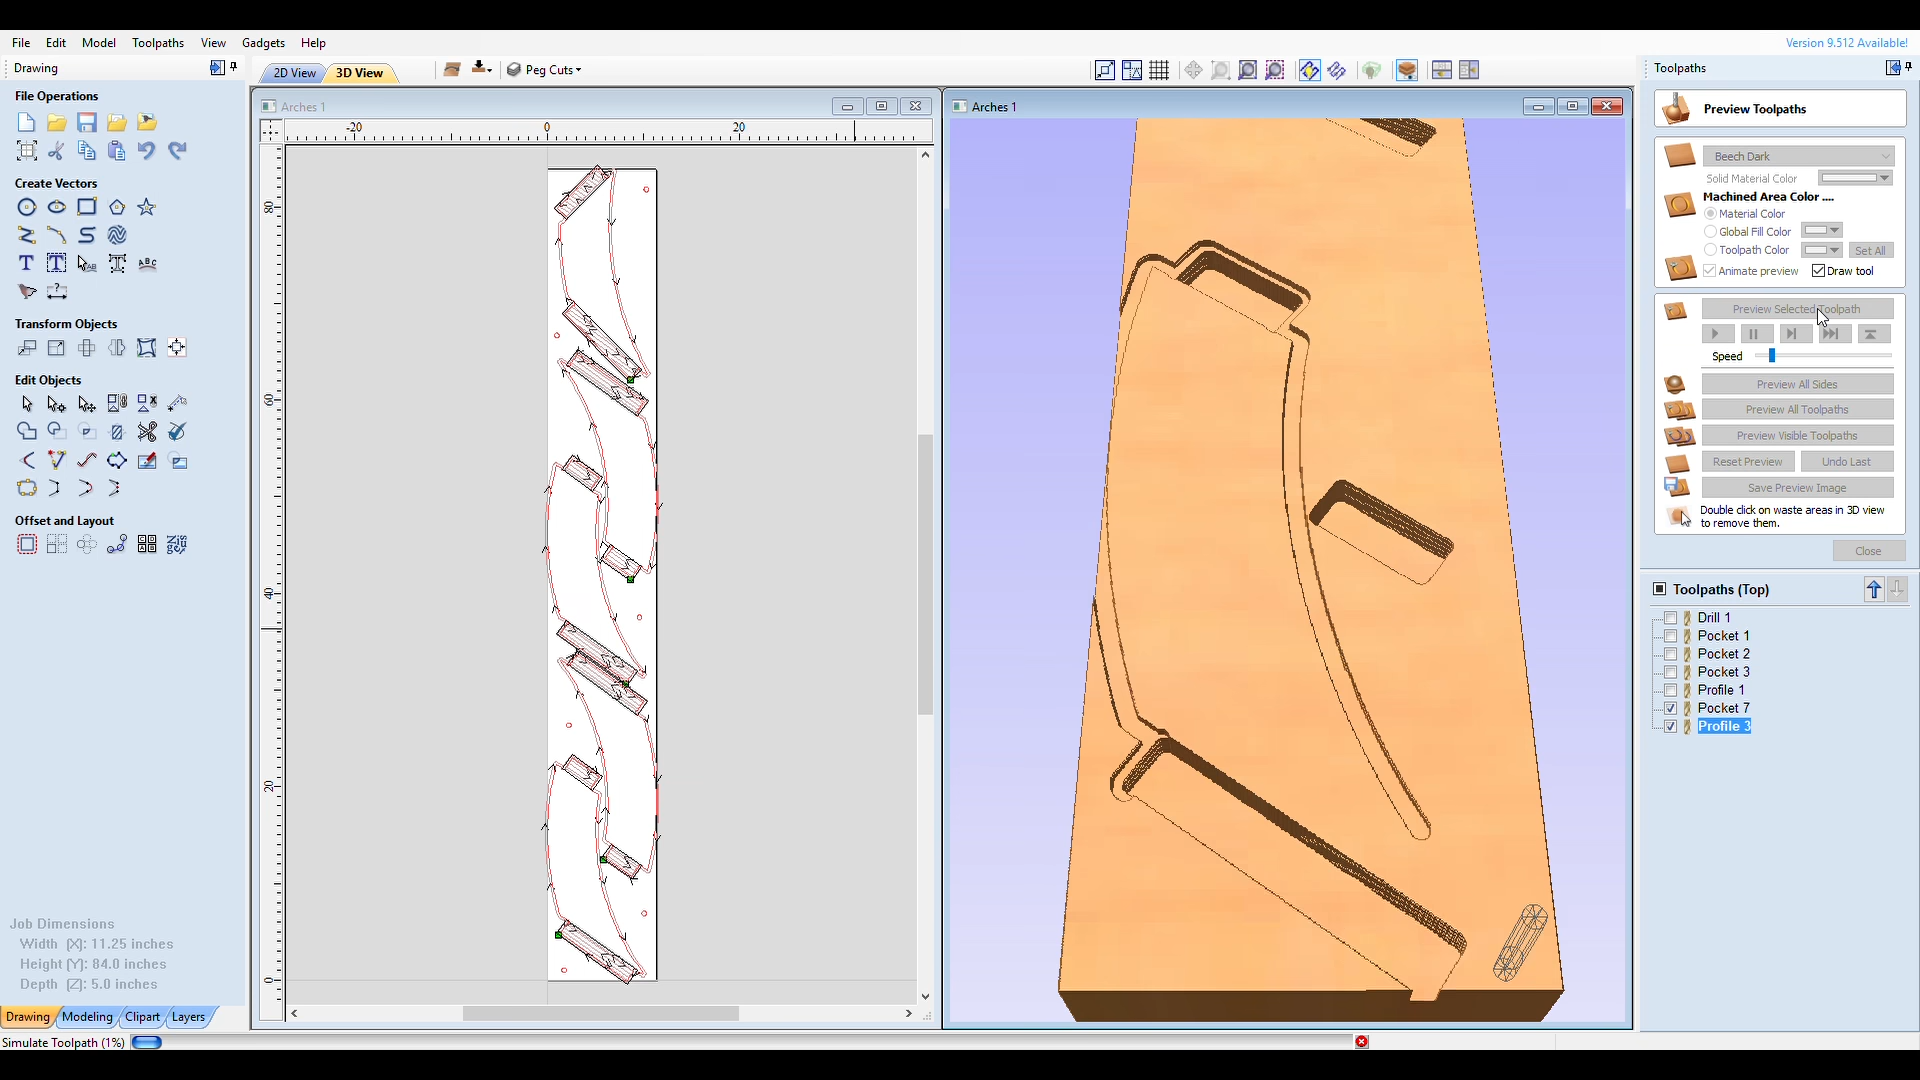 File Edit Model Toolpaths View Gadgets Help
Version 9.512 Available!
Drawing
2D View 3D View
Peg Cuts
Toolpaths
File Operations
Create Vectors
Transform Objects
Edit Objects
Offset and Layout
Job Dimensions
Width (X): 11.25 inches
Height (Y): 84.0 inches
Depth (Z): 5.0 inches
Drawing Modeling Clipart Layers
Simulate Toolpath (1%)
Arches 1
-20 0 20
80
60
40
20
0
Arches 1
Preview Toolpaths
Beech Dark
Solid Material Color
Machined Area Color ....
Material Color
Global Fill Color
Toolpath Color Set All
Animate preview Draw tool
Preview Selected Toolpath
Speed
Preview All Sides
Preview All Toolpaths
Preview Visible Toolpaths
Reset Preview Undo Last
Save Preview Image
Double click on waste areas in 3D view
to remove them.
Close
Toolpaths (Top)
Drill 1
Pocket 1
Pocket 2
Pocket 3
Profile 1
Pocket 7
Profile 3